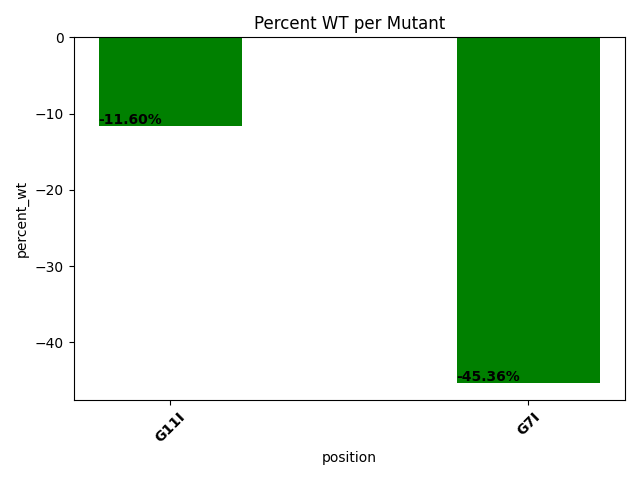 Percent WT per Mutant
percent_wt
0
−10
−20
−30
−40
-11.60%
-45.36%
G11I
G7I
position